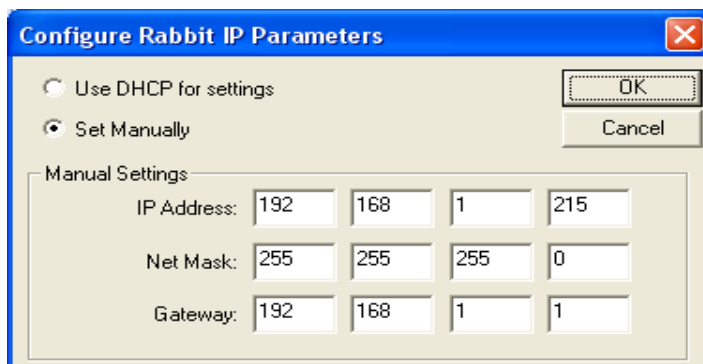 Configure Rabbit IP Parameters
Use DHCP for settings
OK
Set Manually
Cancel
Manual Settings
IP Address: 192 168 1 215
Net Mask: 255 255 255 0
Gateway: 192 168 1 1